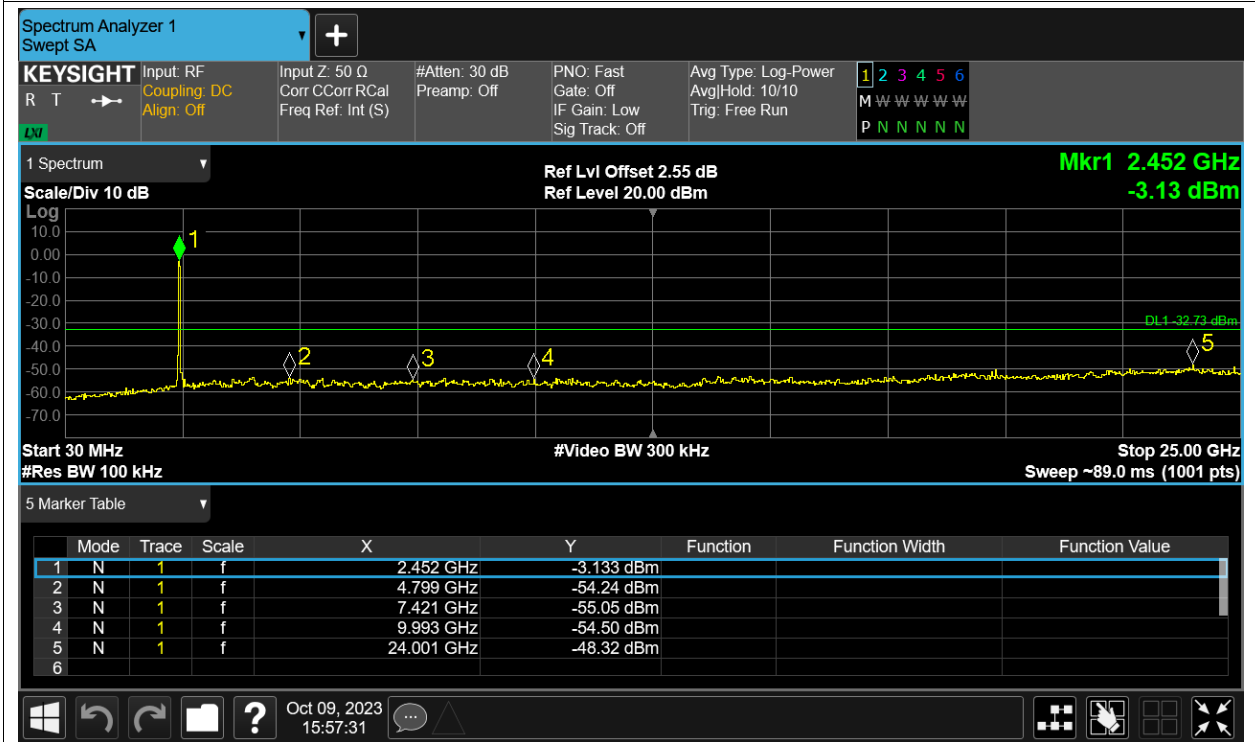 Spectrum Analyzer 1
Swept SA
KEYSIGHT Input: RF Input Z: 50 Ω #Atten: 30 dB PNO: Fast Avg Type: Log-Power 1 2 3 4 5 6
R T Coupling: DC Corr CCorr RCal Preamp: Off Gate: Off Avg|Hold: 10/10 M W W W W W
Align: Off Freq Ref: Int (S) IF Gain: Low Trig: Free Run
LXI Sig Track: Off P N N N N N
1 Spectrum Ref Lvl Offset 2.55 dB Mkr1 2.452 GHz
Scale/Div 10 dB Ref Level 20.00 dBm -3.13 dBm
Log
10.0
0.00
-10.0
-20.0
-30.0
-40.0
-50.0
-60.0
-70.0
1
2
3
4
5
DL1 -32.73 dBm
Start 30 MHz #Video BW 300 kHz Stop 25.00 GHz
#Res BW 100 kHz Sweep ~89.0 ms (1001 pts)
5 Marker Table
Mode Trace Scale X Y Function Function Width Function Value
1 N 1 f 2.452 GHz -3.133 dBm
2 N 1 f 4.799 GHz -54.24 dBm
3 N 1 f 7.421 GHz -55.05 dBm
4 N 1 f 9.993 GHz -54.50 dBm
5 N 1 f 24.001 GHz -48.32 dBm
6
? Oct 09, 2023
15:57:31